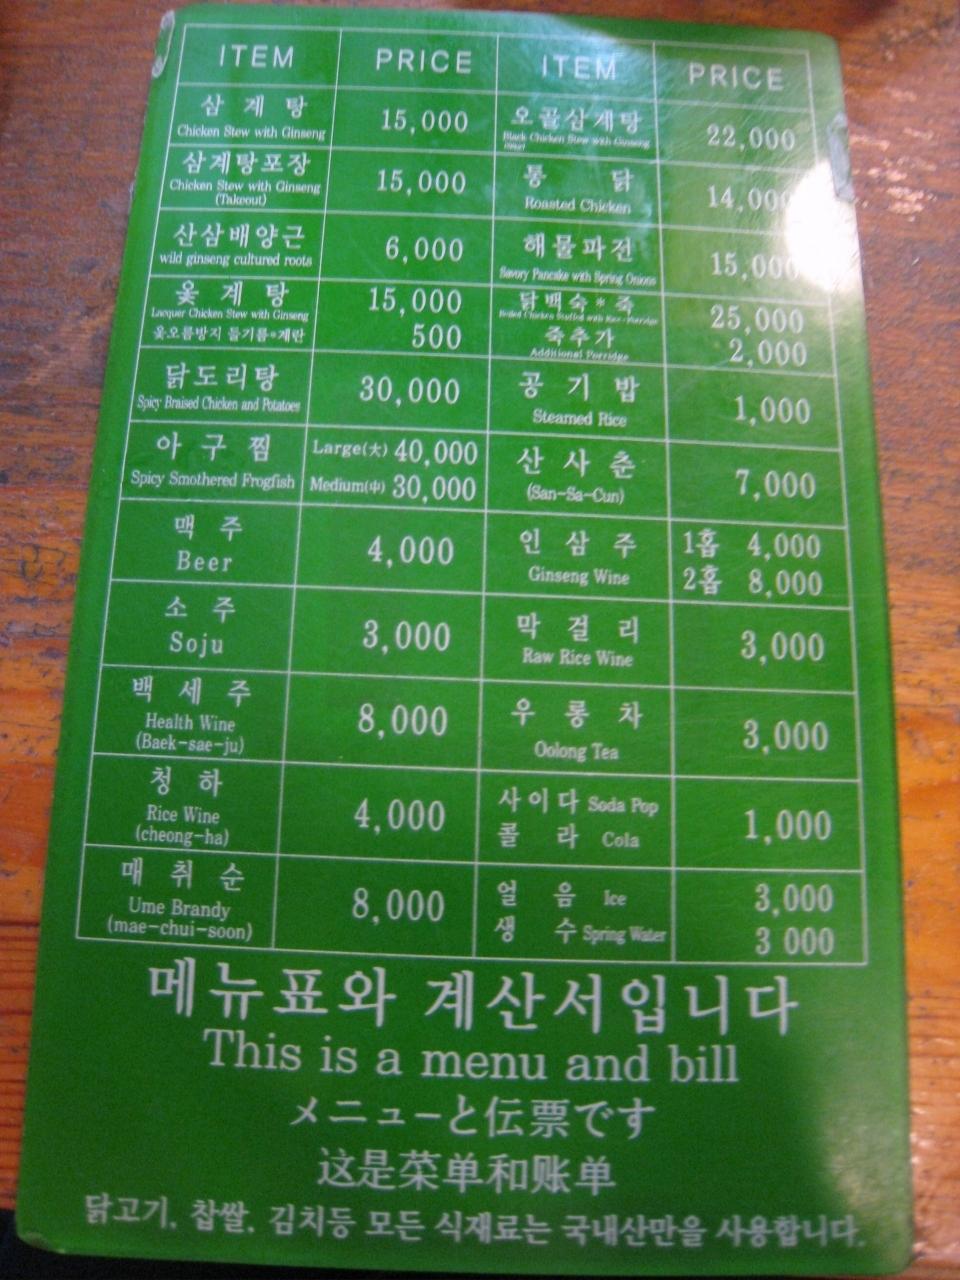 ITEM PRICE ITEM PRICE
삼 계 탕 15,000 오골삼계탕 22,000
Chicken Stew with Ginseng Black Chicken Stew with Ginseng
삼계탕포장 15,000 통 닭 14,000
Chicken Stew with Ginseng Roasted Chicken
(Takeout)
산삼배양근 6,000 해물파전 15,000
wild ginseng cultured roots Savory Pancake with Spring Onions
옻 계 탕 15,000 닭백숙*죽 25,000
Lacquer Chicken Stew with Ginseng Boiled Chicken Stuffed with Rice-Porridge
옻오름방지 들기름*계란 500 죽추가 2,000
Additional Porridge
닭도리탕 30,000 공 기 밥 1,000
Spicy Braised Chicken and Potatoes Steamed Rice
아 구 찜 Large(大) 40,000 산 사 춘 7,000
Spicy Smothered Frogfish Medium(中) 30,000 (San-Sa-Cun)
맥 주 4,000 인 삼 주 1홉 4,000
Beer Ginseng Wine 2홉 8,000
소 주 3,000 막 걸 리 3,000
Soju Raw Rice Wine
백 세 주 8,000 우 롱 차 3,000
Health Wine Oolong Tea
(Baek-sae-ju)
청 하 4,000 사이다 Soda Pop 1,000
Rice Wine 콜 라 Cola
(cheong-ha)
매 취 순 8,000 얼 음 Ice 3,000
Ume Brandy 생 수 Spring Water 3 000
(mae-chui-soon)
메뉴표와 계산서입니다
This is a menu and bill
メニューと伝票です
这是菜单和账单
닭고기, 찹쌀, 김치등 모든 식재료는 국내산만을 사용합니다.